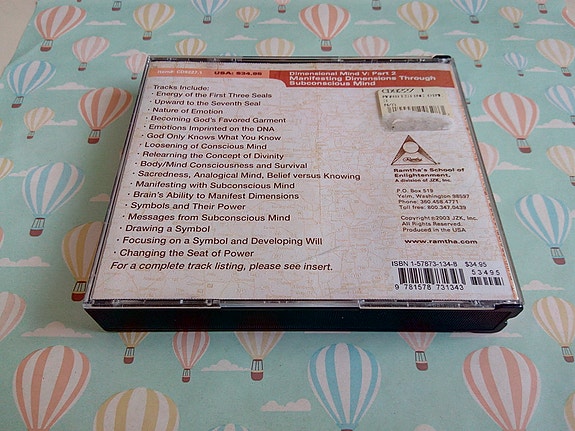 Item# CD9227.1 USA: $34.95
Dimensional Mind V: Part 2
Manifesting Dimensions Through
Subconscious Mind
Tracks Include:
· Energy of the First Three Seals
· Upward to the Seventh Seal
· Nature of Emotion
· Becoming God's Favored Garment
· Emotions Imprinted on the DNA
· God Only Knows What You Know
· Loosening of Conscious Mind
· Relearning the Concept of Divinity
· Body/Mind Consciousness and Survival
· Sacredness, Analogical Mind, Belief versus Knowing
· Manifesting with Subconscious Mind
· Brain's Ability to Manifest Dimensions
· Symbols and Their Power
· Messages from Subconscious Mind
· Drawing a Symbol
· Focusing on a Symbol and Developing Will
· Changing the Seat of Power
For a complete track listing, please see insert.
Ramtha
Ramtha's School of
Enlightenment,
A division of JZK, Inc.
P.O. Box 519
Yelm, Washington 98597
Phone: 360.458.4771
Toll free: 800.347.0439
Copyright ©2003 JZK, Inc.
Produced in the USA
www.ramtha.com
ISBN 1-57873-134-8 $34.95
53495
9 781578 731343